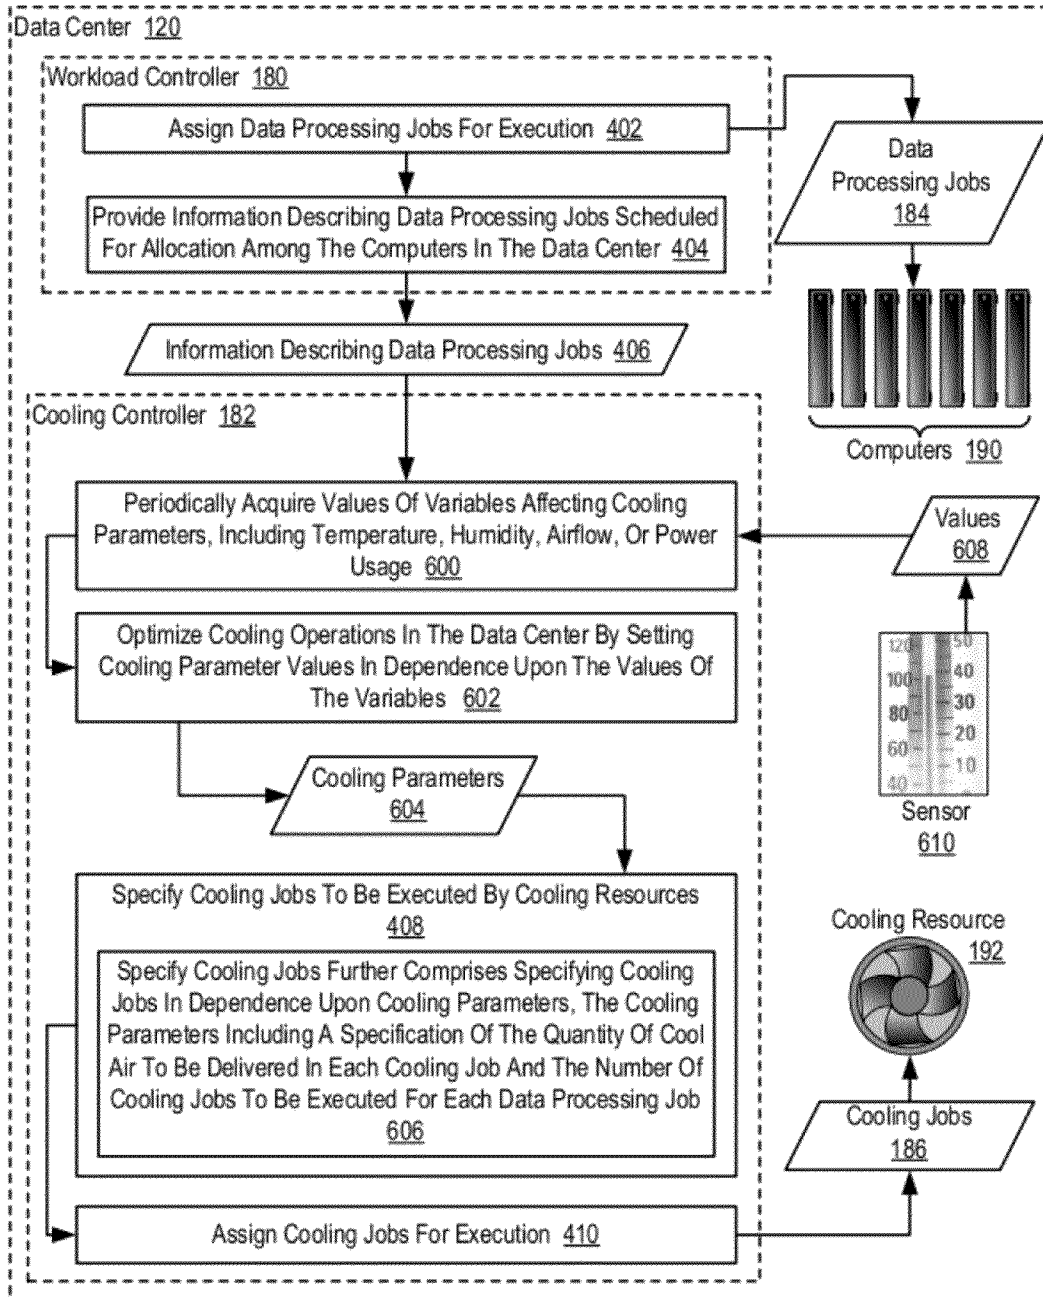 Data Center 120
Workload Controller 180
Assign Data Processing Jobs For Execution 402
Provide Information Describing Data Processing Jobs Scheduled
For Allocation Among The Computers In The Data Center 404
Data
Processing Jobs
184
Information Describing Data Processing Jobs 406
Computers 190
Cooling Controller 182
Periodically Acquire Values Of Variables Affecting Cooling
Parameters, Including Temperature, Humidity, Airflow, Or Power
Usage 600
Values
608
Optimize Cooling Operations In The Data Center By Setting
Cooling Parameter Values In Dependence Upon The Values Of
The Variables 602
120
100
80
60
40
50
40
30
20
10
Sensor
610
Cooling Parameters
604
Specify Cooling Jobs To Be Executed By Cooling Resources
408
Specify Cooling Jobs Further Comprises Specifying Cooling
Jobs In Dependence Upon Cooling Parameters, The Cooling
Parameters Including A Specification Of The Quantity Of Cool
Air To Be Delivered In Each Cooling Job And The Number Of
Cooling Jobs To Be Executed For Each Data Processing Job
606
Cooling Resource
192
Cooling Jobs
186
Assign Cooling Jobs For Execution 410